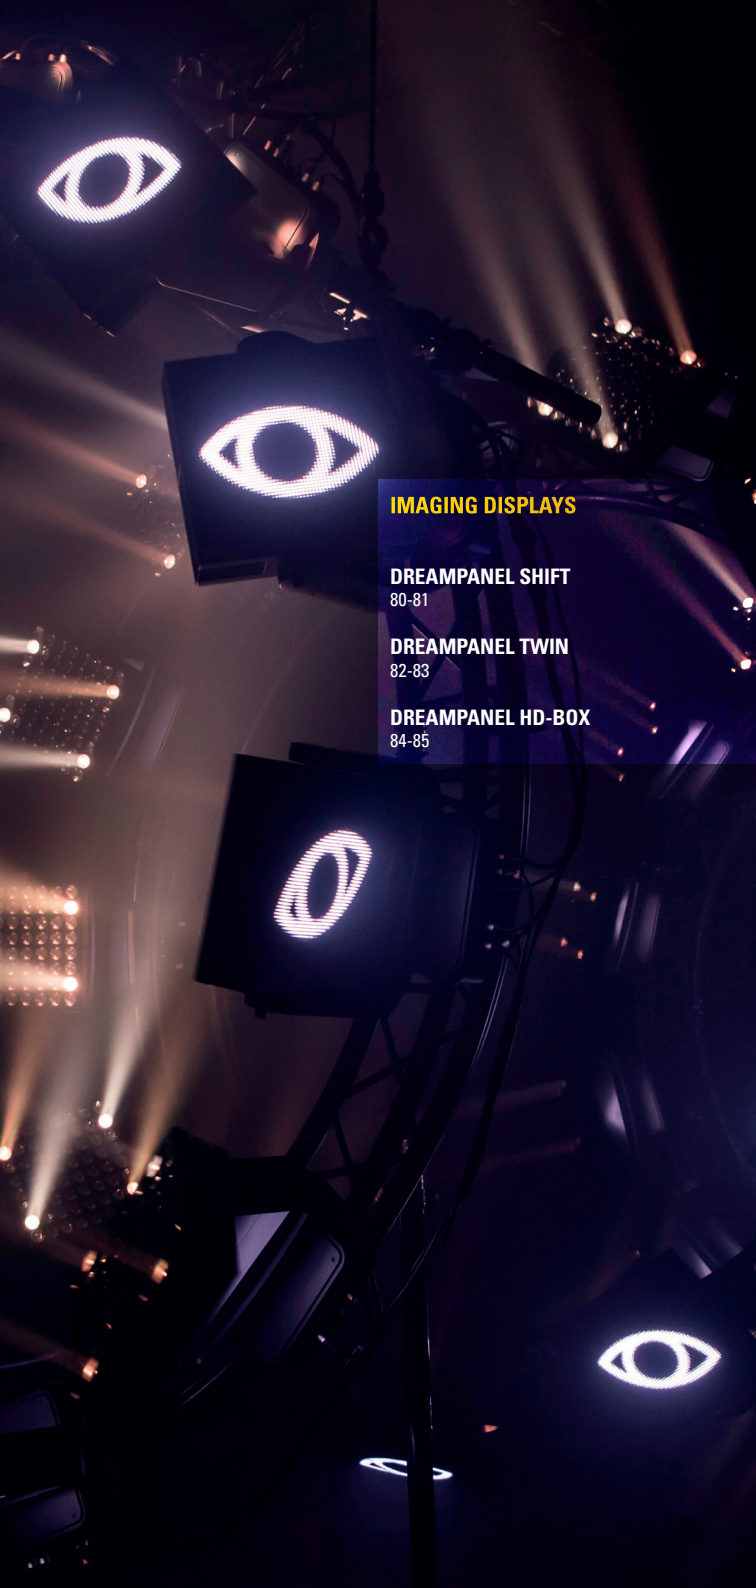 IMAGING DISPLAYS
DREAMPANEL SHIFT
80-81
DREAMPANEL TWIN
82-83
DREAMPANEL HD-BOX
84-85